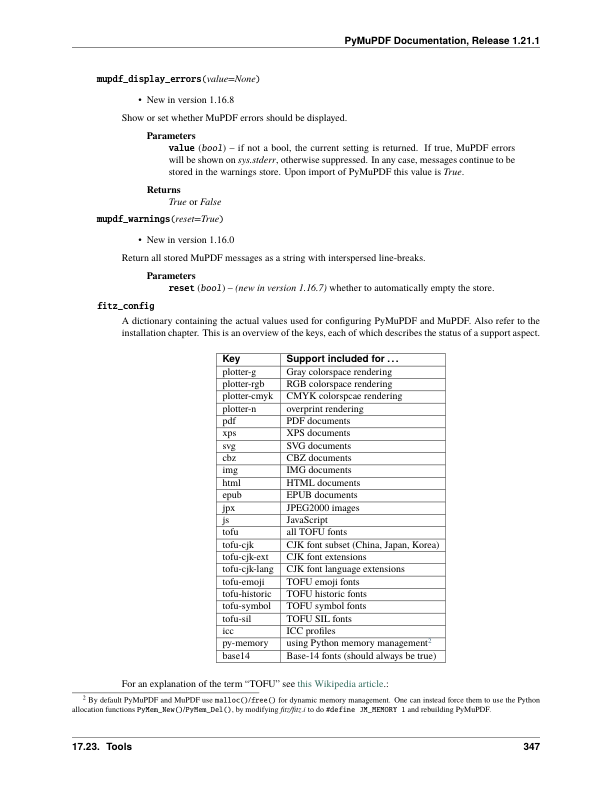 PyMuPDF Documentation, Release 1.21.1
mupdf_display_errors(value=None)
• New in version 1.16.8
Show or set whether MuPDF errors should be displayed.
Parameters
value (bool) – if not a bool, the current setting is returned. If true, MuPDF errors
will be shown on sys.stderr, otherwise suppressed. In any case, messages continue to be
stored in the warnings store. Upon import of PyMuPDF this value is True.
Returns
True or False
mupdf_warnings(reset=True)
• New in version 1.16.0
Return all stored MuPDF messages as a string with interspersed line-breaks.
Parameters
reset (bool) – (new in version 1.16.7) whether to automatically empty the store.
fitz_config
A dictionary containing the actual values used for configuring PyMuPDF and MuPDF. Also refer to the
installation chapter. This is an overview of the keys, each of which describes the status of a support aspect.
Key Support included for . . .
plotter-g Gray colorspace rendering
plotter-rgb RGB colorspace rendering
plotter-cmyk CMYK colorspcae rendering
plotter-n overprint rendering
pdf PDF documents
xps XPS documents
svg SVG documents
cbz CBZ documents
img IMG documents
html HTML documents
epub EPUB documents
jpx JPEG2000 images
js JavaScript
tofu all TOFU fonts
tofu-cjk CJK font subset (China, Japan, Korea)
tofu-cjk-ext CJK font extensions
tofu-cjk-lang CJK font language extensions
tofu-emoji TOFU emoji fonts
tofu-historic TOFU historic fonts
tofu-symbol TOFU symbol fonts
tofu-sil TOFU SIL fonts
icc ICC profiles
py-memory using Python memory management2
base14 Base-14 fonts (should always be true)
For an explanation of the term “TOFU” see this Wikipedia article.:
2 By default PyMuPDF and MuPDF use malloc()/free() for dynamic memory management. One can instead force them to use the Python
allocation functions PyMem_New()/PyMem_Del(), by modifying fitz/fitz.i to do #define JM_MEMORY 1 and rebuilding PyMuPDF.
17.23. Tools 347